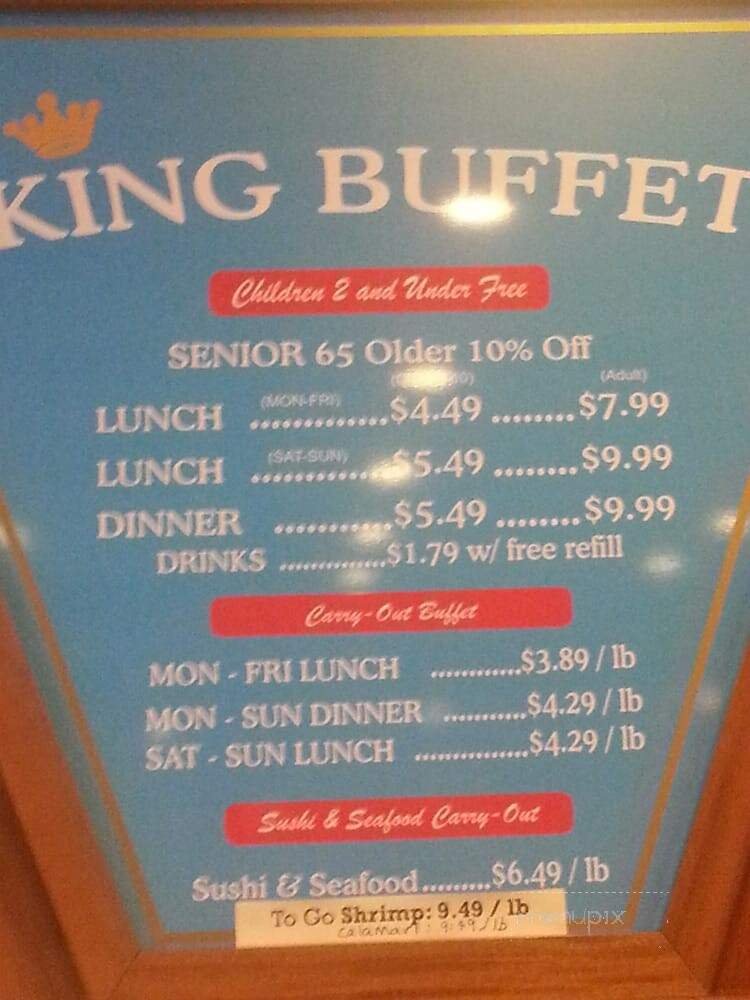 KING BUFFET
Children 2 and Under Free
SENIOR 65 Older 10% Off
(Adult)
LUNCH (MON-FRI) .............$4.49 ........$7.99
LUNCH (SAT-SUN) ............$5.49 ........$9.99
DINNER ...........$5.49 ........$9.99
DRINKS ..............$1.79 w/ free refill
Carry-Out Buffet
MON - FRI LUNCH ............$3.89 / lb
MON - SUN DINNER ...........$4.29 / lb
SAT - SUN LUNCH ...............$4.29 / lb
Sushi & Seafood Carry-Out
Sushi & Seafood.........$6.49 / lb
To Go Shrimp: 9.49 / lb
calamari: /lb
menupix